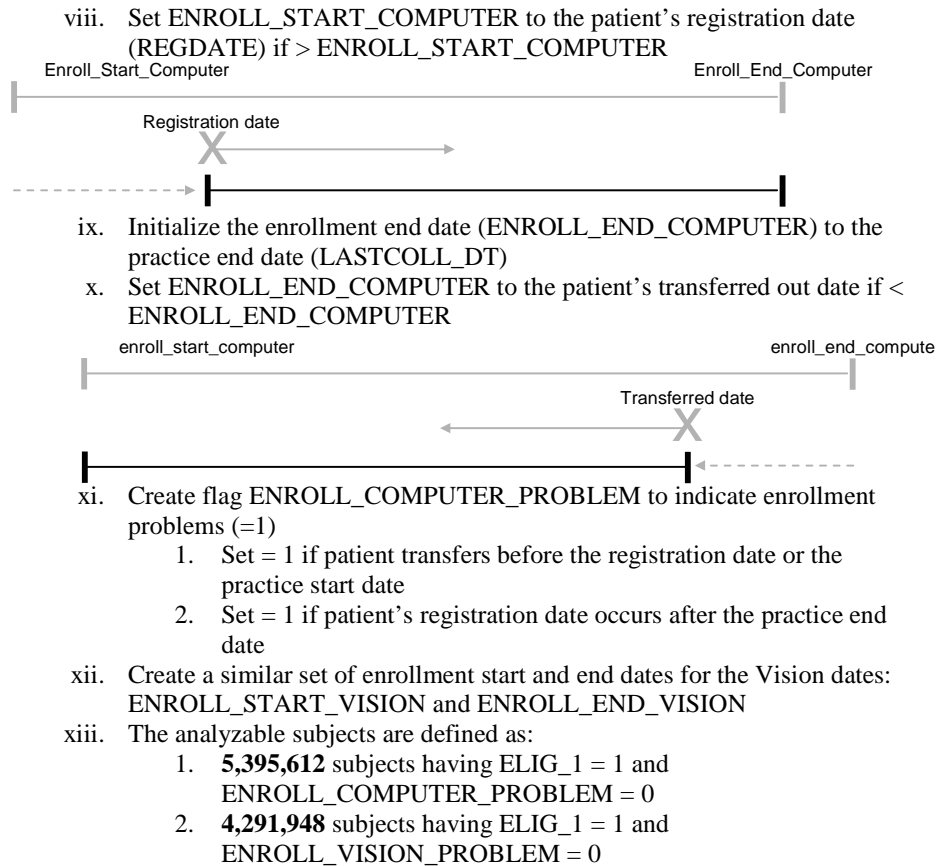 viii. Set ENROLL_START_COMPUTER to the patient's registration date
(REGDATE) if > ENROLL_START_COMPUTER
Enroll_Start_Computer Enroll_End_Computer
Registration date
X
ix. Initialize the enrollment end date (ENROLL_END_COMPUTER) to the
practice end date (LASTCOLL_DT)
x. Set ENROLL_END_COMPUTER to the patient's transferred out date if <
ENROLL_END_COMPUTER
enroll_start_computer enroll_end_compute
Transferred date
X
xi. Create flag ENROLL_COMPUTER_PROBLEM to indicate enrollment
problems (=1)
1. Set = 1 if patient transfers before the registration date or the
practice start date
2. Set = 1 if patient's registration date occurs after the practice end
date
xii. Create a similar set of enrollment start and end dates for the Vision dates:
ENROLL_START_VISION and ENROLL_END_VISION
xiii. The analyzable subjects are defined as:
1. 5,395,612 subjects having ELIG_1 = 1 and
ENROLL_COMPUTER_PROBLEM = 0
2. 4,291,948 subjects having ELIG_1 = 1 and
ENROLL_VISION_PROBLEM = 0